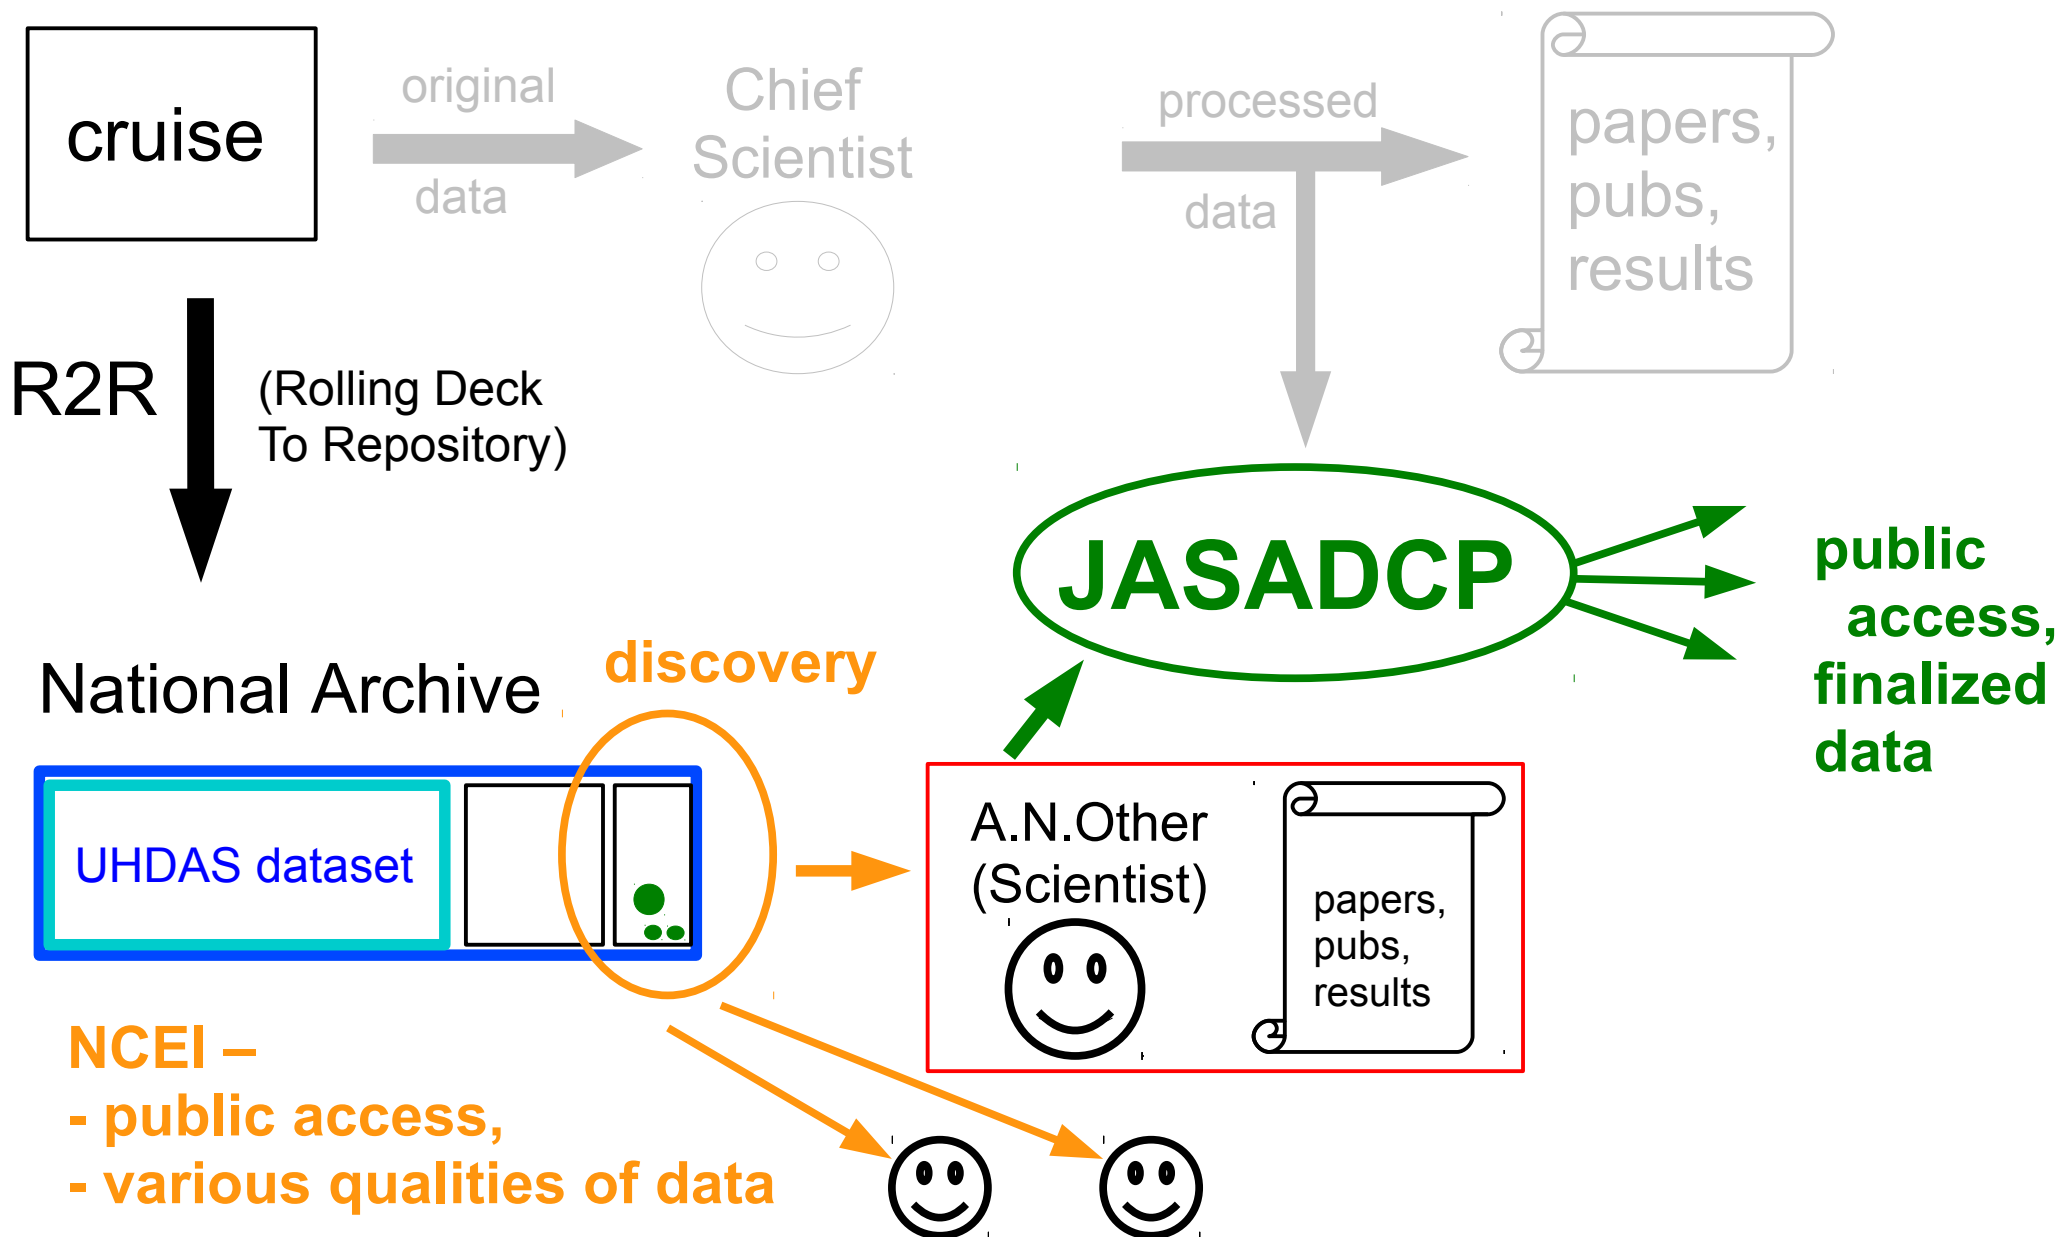 cruise
original
data
Chief
Scientist
processed
data
papers,
pubs,
results
R2R
(Rolling Deck
To Repository)
JASADCP
public
access,
finalized
data
National Archive
discovery
UHDAS dataset
A.N.Other
(Scientist)
papers,
pubs,
results
NCEI –
- public access,
- various qualities of data